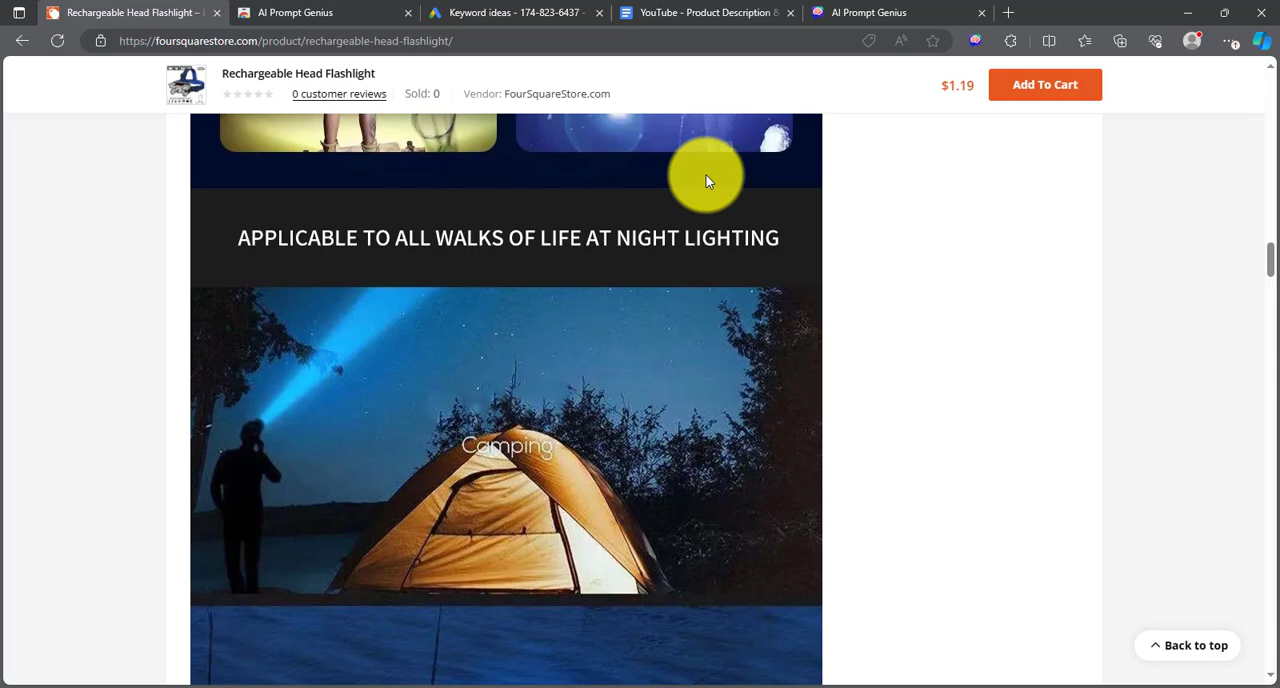 Rechargeable Head Flashlight – F
AI Prompt Genius
Keyword ideas - 174-823-6437 -
YouTube - Product Description &
AI Prompt Genius
https://foursquarestore.com/product/rechargeable-head-flashlight/
Rechargeable Head Flashlight
0 customer reviews
Sold: 0
Vendor: FourSquareStore.com
$1.19
Add To Cart
APPLICABLE TO ALL WALKS OF LIFE AT NIGHT LIGHTING
Camping
Back to top